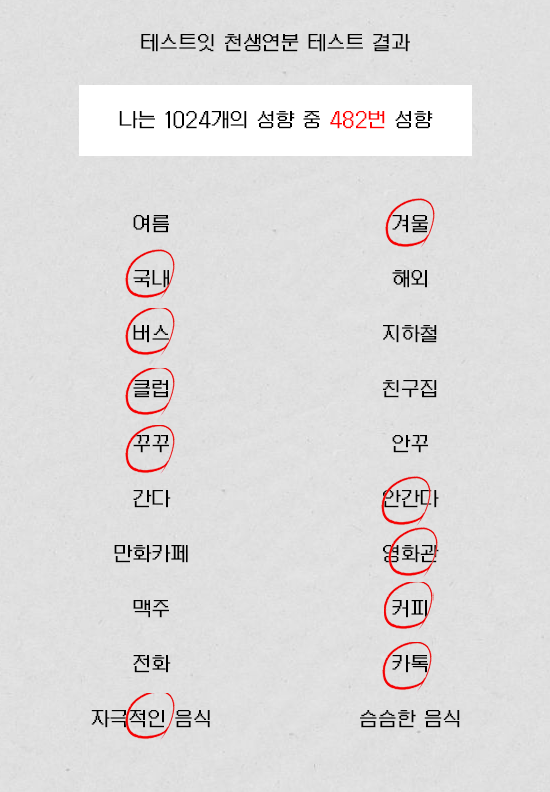 테스트잇 천생연분 테스트 결과
나는 1024개의 성향 중 482번 성향
여름 겨울
국내 해외
버스 지하철
클럽 친구집
꾸꾸 안꾸
간다 안간다
만화카페 영화관
맥주 커피
전화 카톡
자극적인 음식 슴슴한 음식